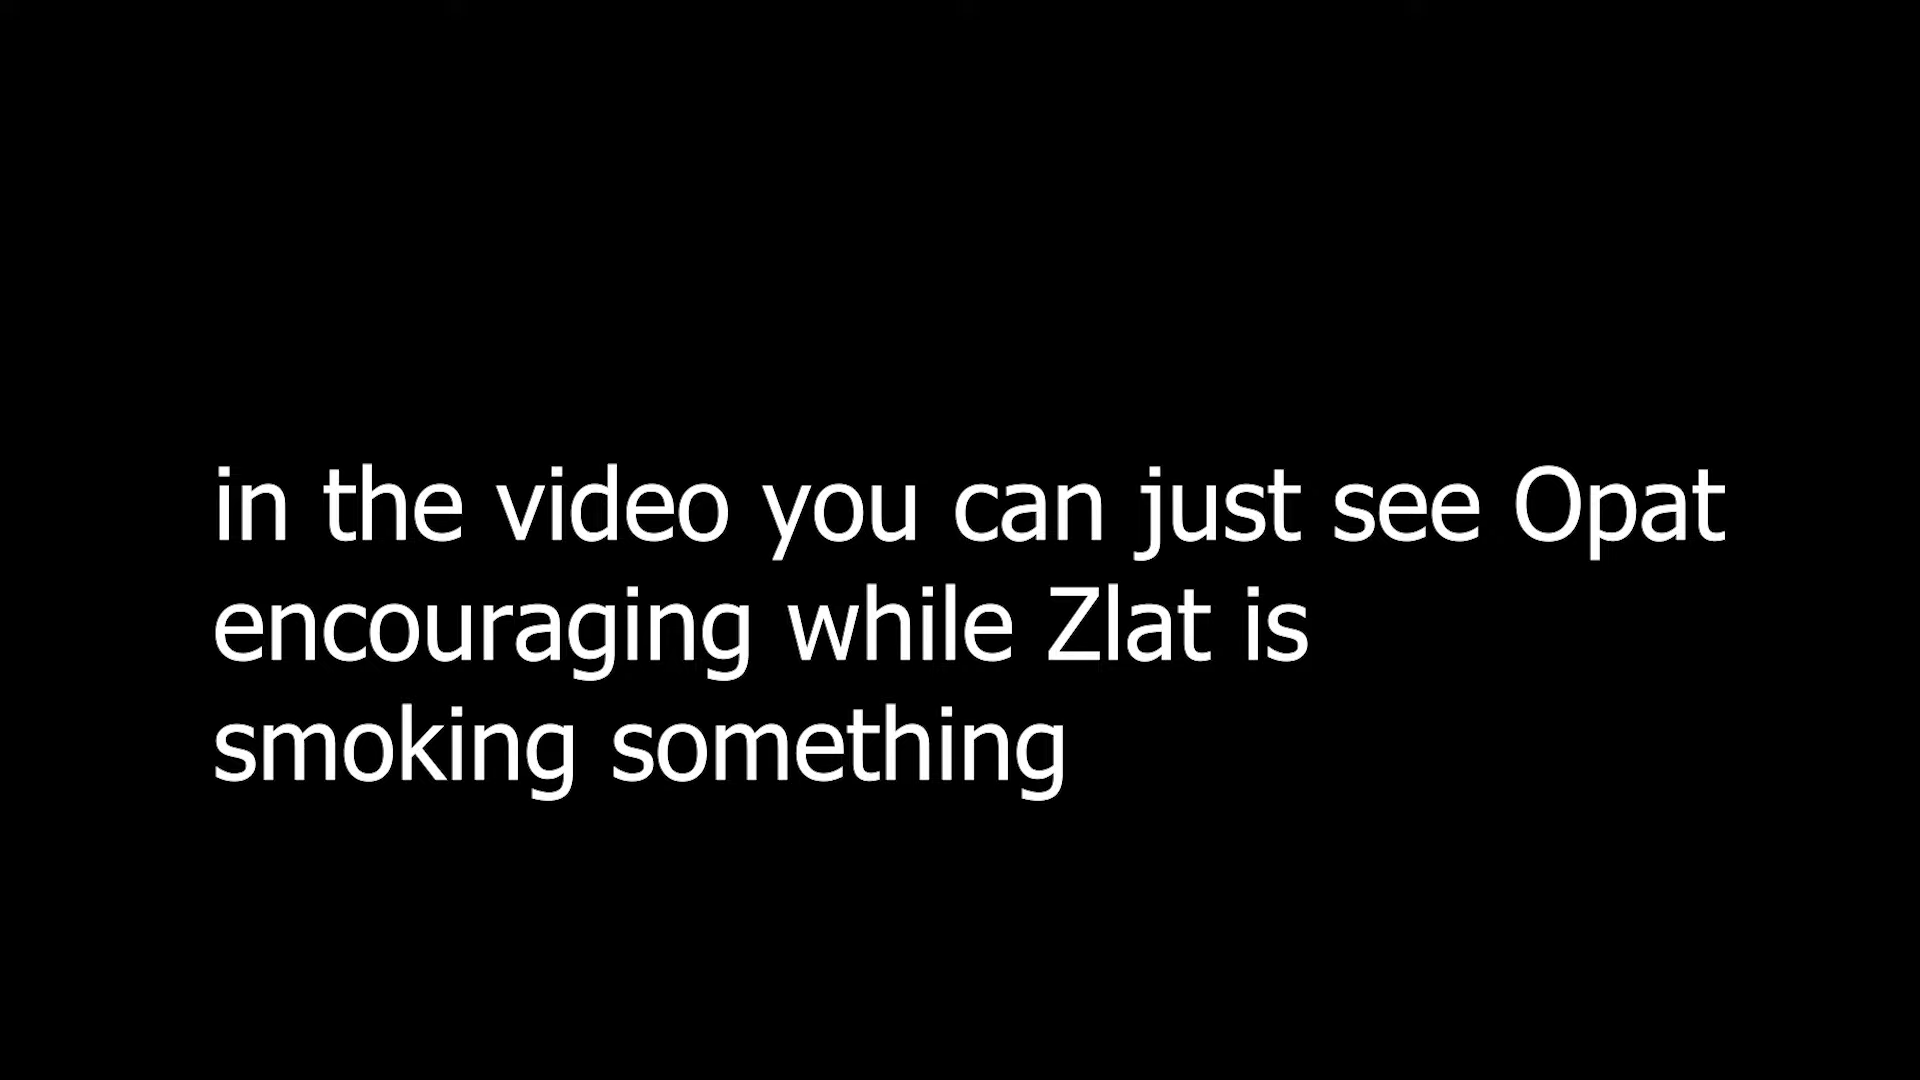 in the video you can just see Opat
encouraging while Zlat is
smoking something